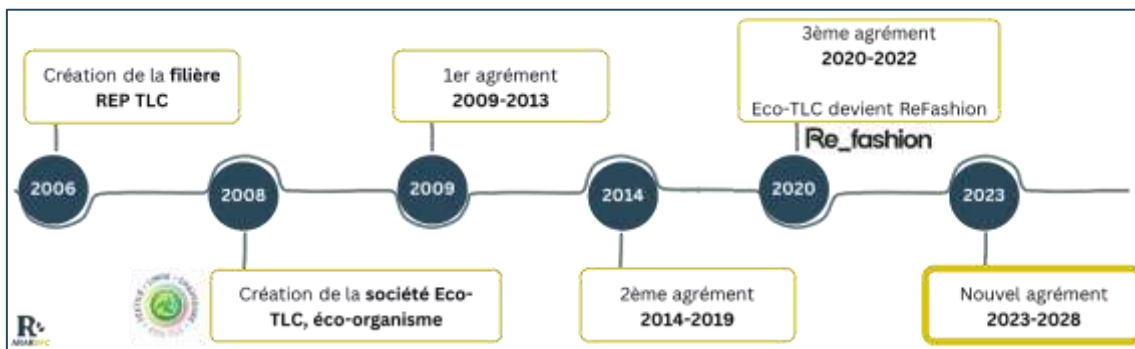 Création de la filière
REP TLC
1er agrément
2009-2013
3ème agrément
2020-2022
Eco-TLC devient ReFashion
Re_fashion
2006
2008
2009
2014
2020
2023
Création de la société Eco-
TLC, éco-organisme
2ème agrément
2014-2019
Nouvel agrément
2023-2028
R